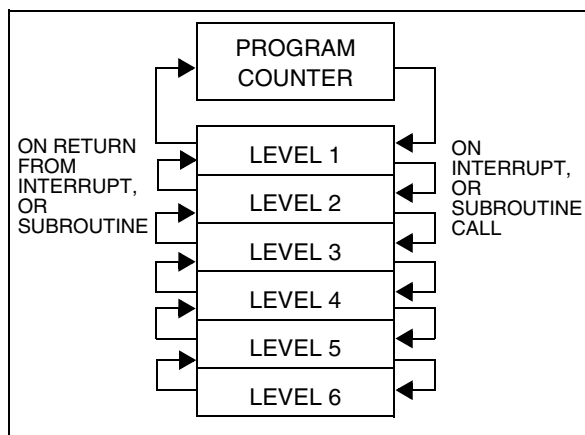 PROGRAM
COUNTER
ON RETURN
FROM
INTERRUPT,
OR
SUBROUTINE
LEVEL 1
LEVEL 2
LEVEL 3
LEVEL 4
LEVEL 5
LEVEL 6
ON
INTERRUPT,
OR
SUBROUTINE
CALL